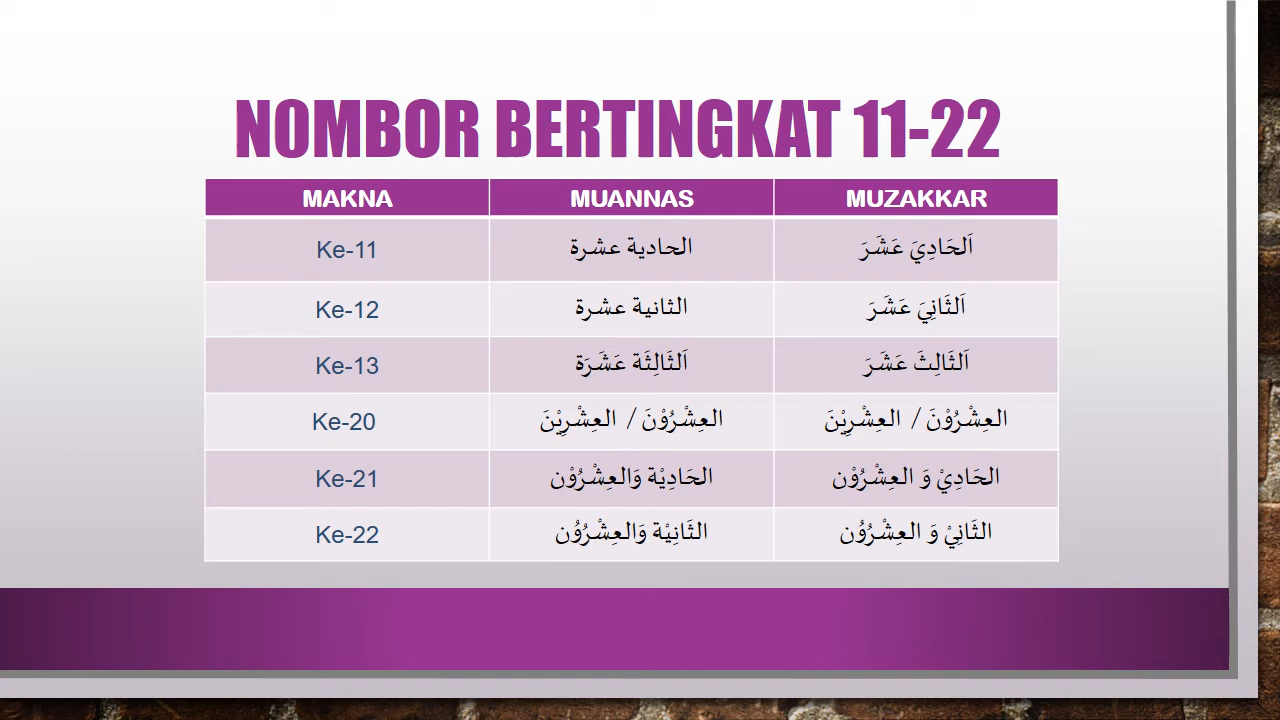 NOMBOR BERTINGKAT 11-22
MAKNA MUANNAS MUZAKKAR
Ke-11 الحادية عشرة اَلحَادِيَ عَشَرَ
Ke-12 الثانية عشرة اَلثَانِيَ عَشَرَ
Ke-13 اَلثَالِثَة عَشَرَة اَلثَالِثَ عَشَرَ
Ke-20 العِشْرُوْنَ / العِشْرِيْنَ العِشْرُوْنَ / العِشْرِيْنَ
Ke-21 الحَادِيْة وَالعِشْرُوْن الحَادِيْ وَ العِشْرُوْن
Ke-22 الثَانِيْة وَالعِشْرُوُن الثَانِيْ وَ العِشْرُوُن